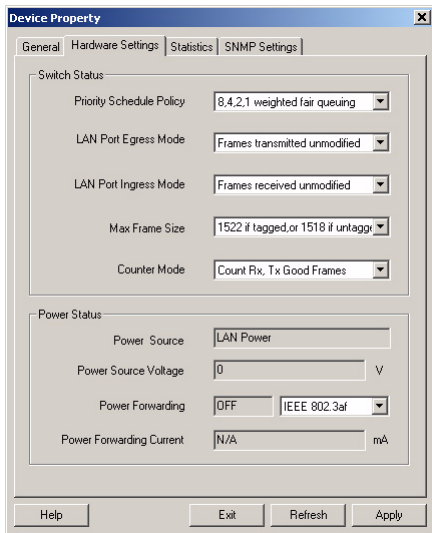 Device Property
General Hardware Settings Statistics SNMP Settings
Switch Status
Priority Schedule Policy 8,4,2,1 weighted fair queuing
LAN Port Egress Mode Frames transmitted unmodified
LAN Port Ingress Mode Frames received unmodified
Max Frame Size 1522 if tagged,or 1518 if untagge
Counter Mode Count Rx, Tx Good Frames
Power Status
Power Source LAN Power
Power Source Voltage 0 V
Power Forwarding OFF IEEE 802.3af
Power Forwarding Current N/A mA
Help Exit Refresh Apply